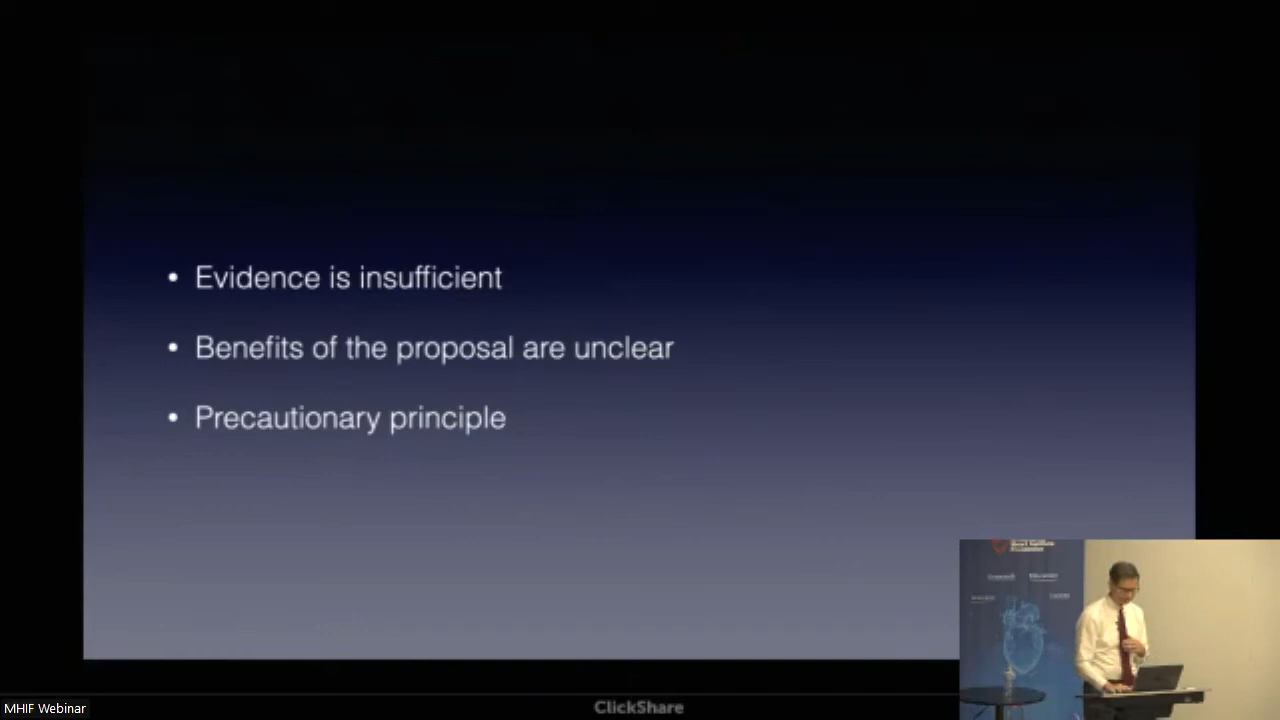 • Evidence is insufficient
• Benefits of the proposal are unclear
• Precautionary principle
MHIF Webinar
ClickShare